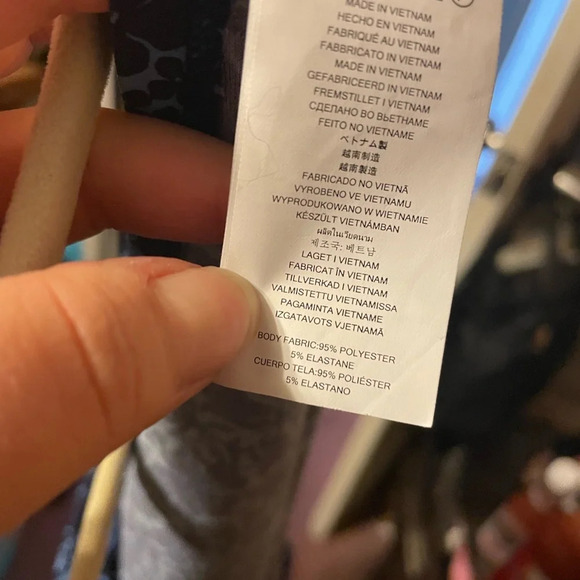 MADE IN VIETNAM
HECHO EN VIETNAM
FABRIQUÉ AU VIETNAM
FABBRICATO IN VIETNAM
MADE IN VIETNAM
GEFABRICEERD IN VIETNAM
FREMSTILLET I VIETNAM
СДЕЛАНО ВО ВЬЕТНАМЕ
FEITO NO VIETNAME
ベトナム製
越南制造
越南製造
FABRICADO NO VIETNÃ
VYROBENO VE VIETNAMU
WYPRODUKOWANO W WIETNAMIE
KÉSZÜLT VIETNÁMBAN
ผลิตในเวียดนาม
제조국: 베트남
LAGET I VIETNAM
FABRICAT ÎN VIETNAM
TILLVERKAD I VIETNAM
VALMISTETTU VIETNAMISSA
PAGAMINTA VIETNAME
IZGATAVOTS VJETNAMĀ
BODY FABRIC:95% POLYESTER
5% ELASTANE
CUERPO TELA:95% POLIÉSTER
5% ELASTANO